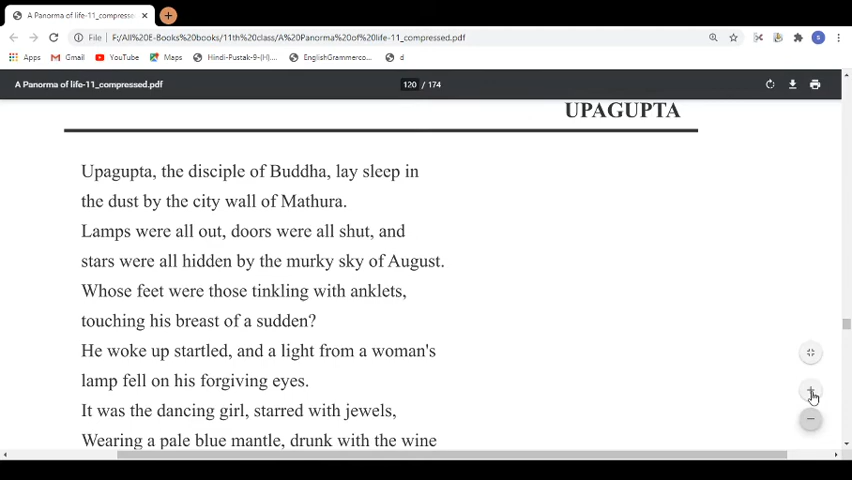 A Panorma of life-11_compressed
File | F:/All%20E-Books%20books/11th%20class/A%20Panorma%20of%20life-11_compressed.pdf
Apps Gmail YouTube Maps Hindi-Pustak-9-(H).... EnglishGrammerco... d
A Panorma of life-11_compressed.pdf 120 / 174
UPAGUPTA
Upagupta, the disciple of Buddha, lay sleep in
the dust by the city wall of Mathura.
Lamps were all out, doors were all shut, and
stars were all hidden by the murky sky of August.
Whose feet were those tinkling with anklets,
touching his breast of a sudden?
He woke up startled, and a light from a woman's
lamp fell on his forgiving eyes.
It was the dancing girl, starred with jewels,
Wearing a pale blue mantle, drunk with the wine